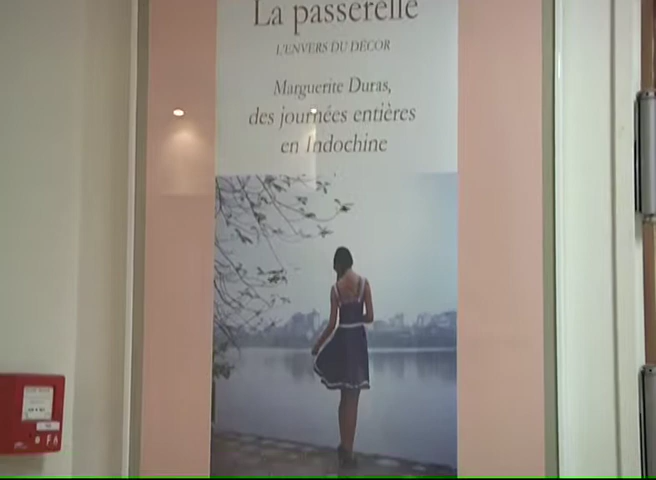 La passerelle
L'ENVERS DU DÉCOR
Marguerite Duras,
des journées entières
en Indochine